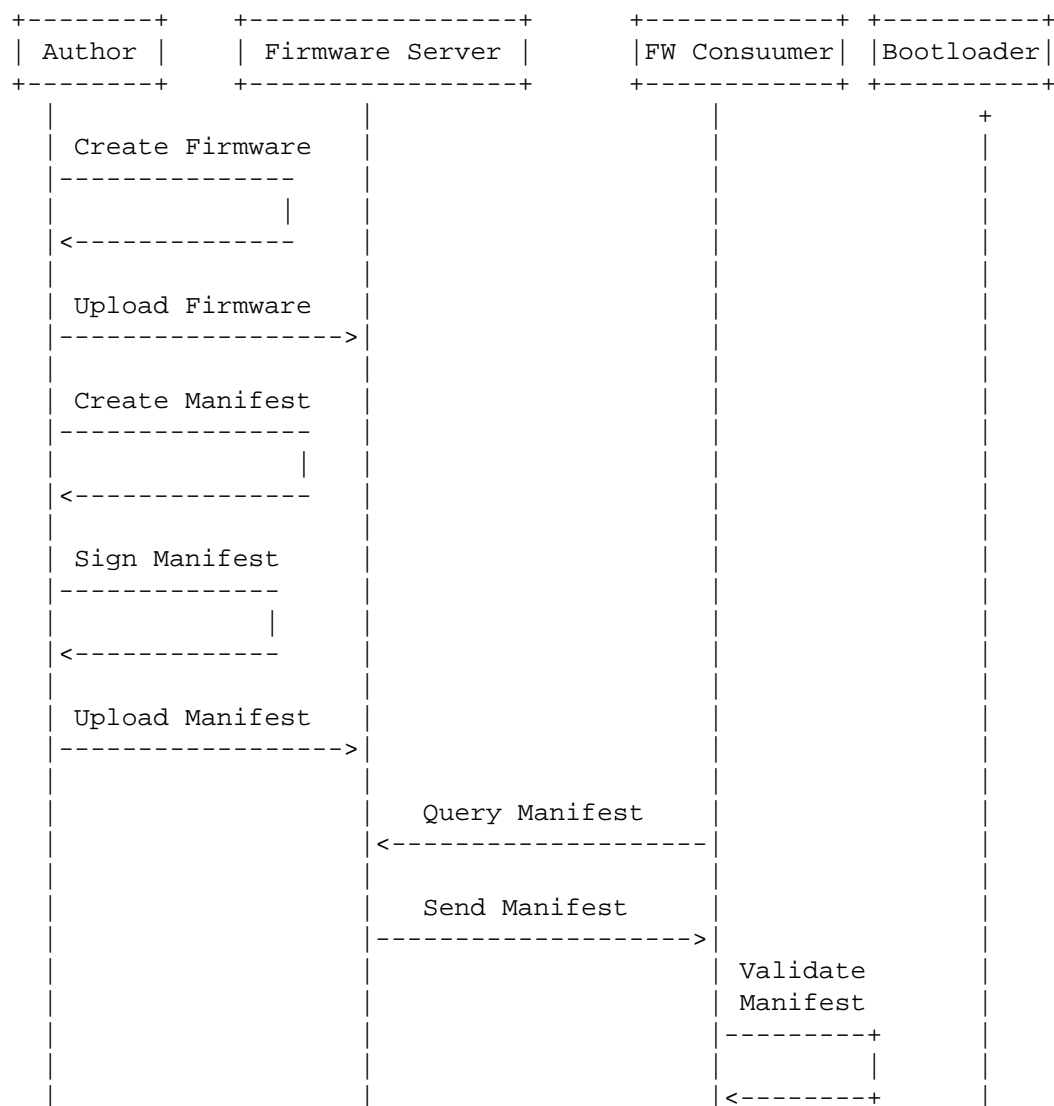 Author Firmware Server FW Consuumer Bootloader
Create Firmware
Upload Firmware
Create Manifest
Sign Manifest
Upload Manifest
Query Manifest
Send Manifest
Validate
Manifest